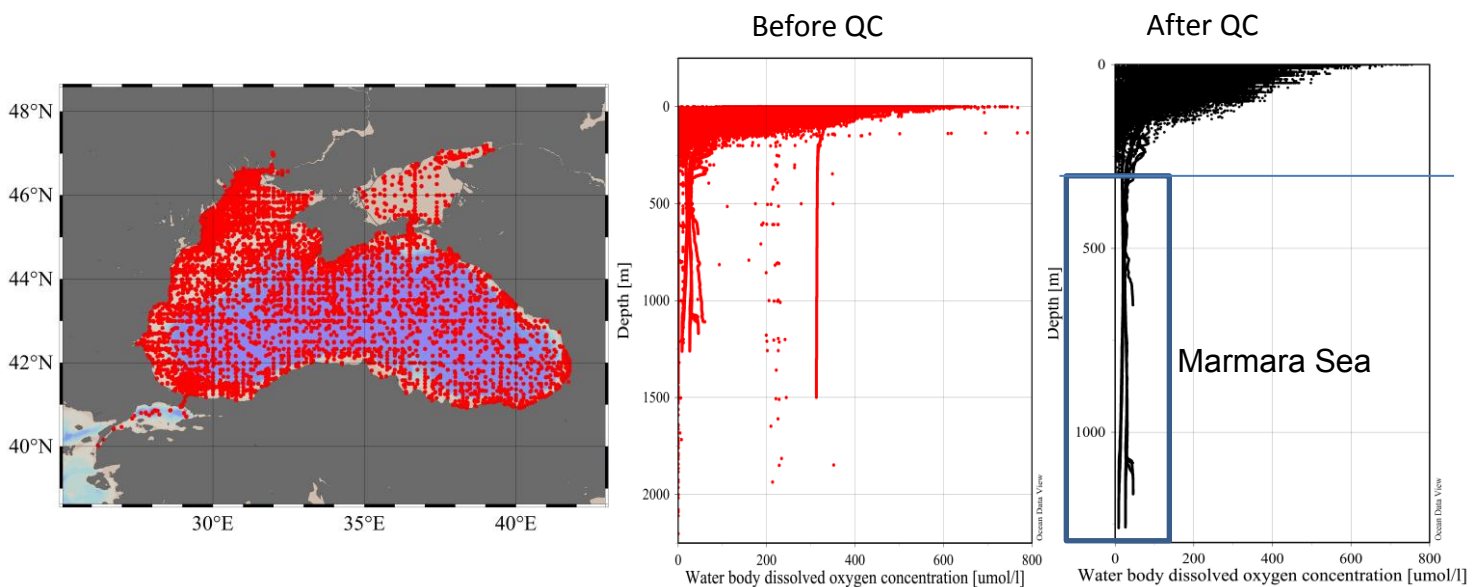 Before QC
After QC
48°N
46°N
44°N
42°N
40°N
30°E
35°E
40°E
0
500
1000
1500
2000
Depth [m]
0
200
400
600
800
Water body dissolved oxygen concentration [umol/l]
Ocean Data View
0
500
1000
Depth [m]
Marmara Sea
0
200
400
600
800
Water body dissolved oxygen concentration [umol/l]
Ocean Data View